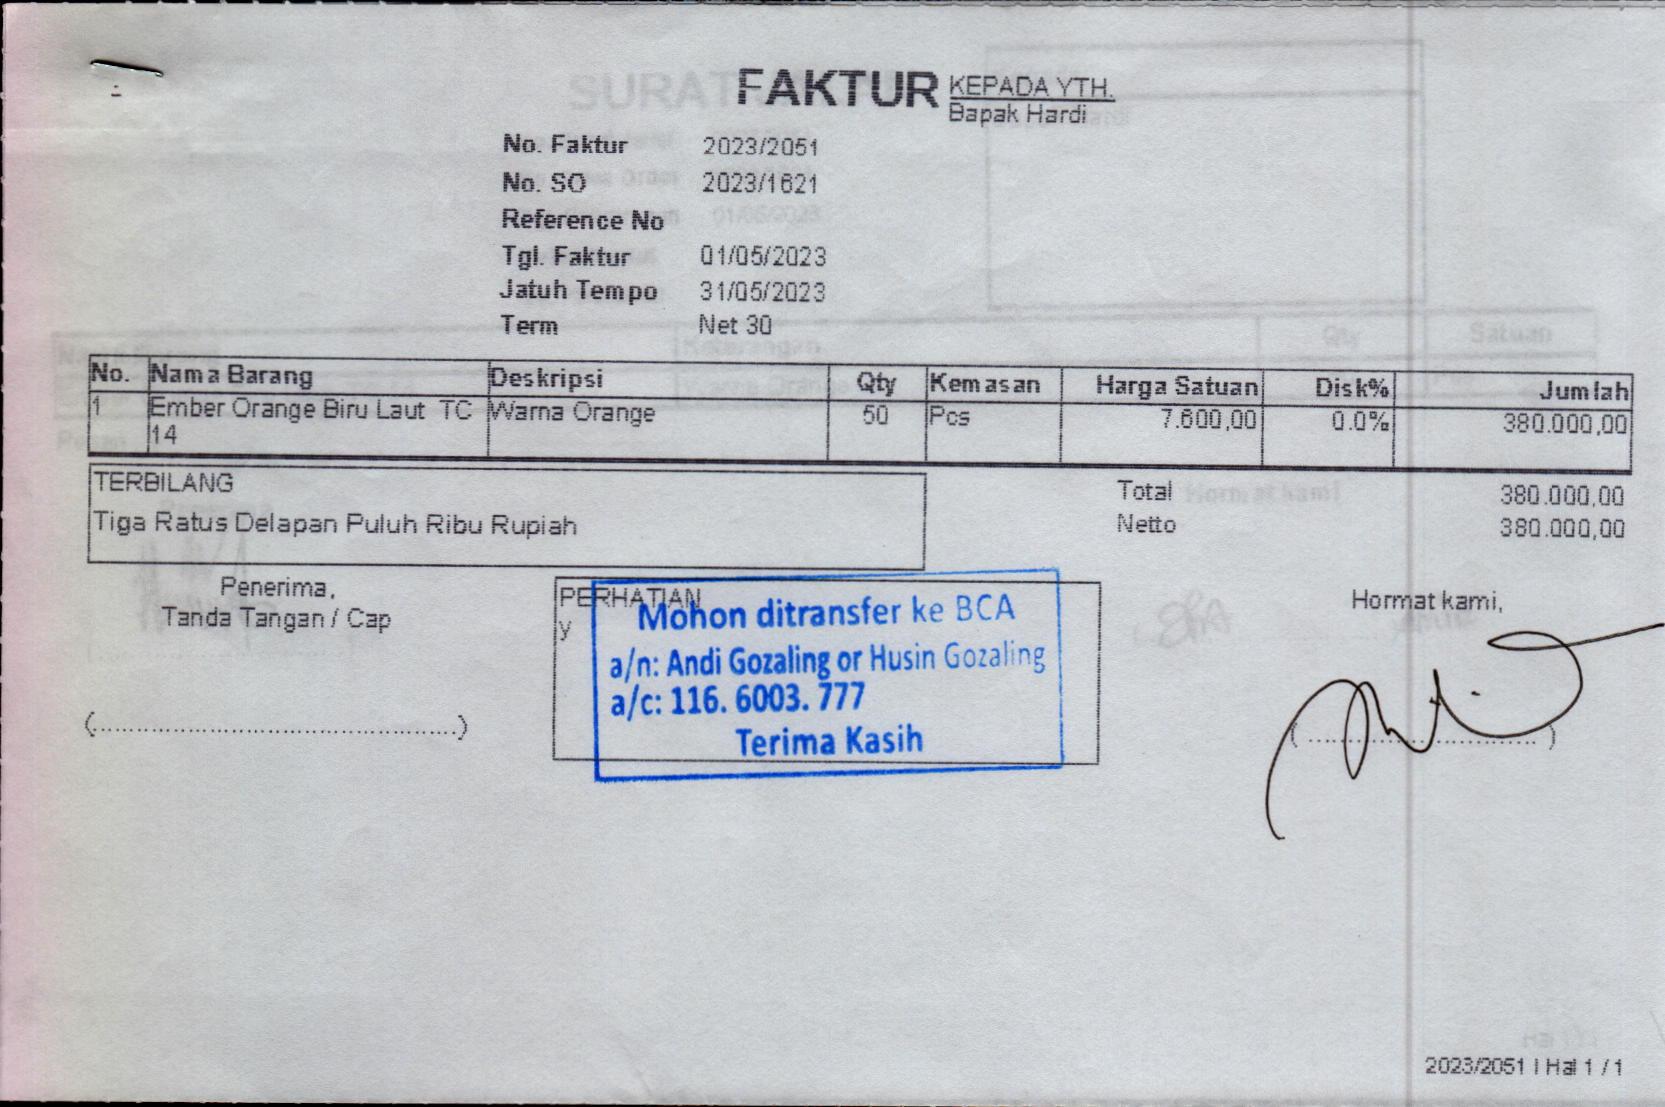 FAKTUR
KEPADA YTH.
Bapak Hardi
No. Faktur 2023/2051
No. SO 2023/1621
Reference No
Tgl. Faktur 01/05/2023
Jatuh Tempo 31/05/2023
Term Net 30
No. Nama Barang Deskripsi Qty Kemasan Harga Satuan Disk% Jumlah
1 Ember Orange Biru Laut TC Warna Orange 50 Pcs 7.600,00 0.0% 380.000,00
14
TERBILANG
Tiga Ratus Delapan Puluh Ribu Rupiah
Total 380.000,00
Netto 380.000,00
Penerima,
Tanda Tangan / Cap
(...............................................)
PERHATIAN
y
Mohon ditransfer ke BCA
a/n: Andi Gozaling or Husin Gozaling
a/c: 116. 6003. 777
Terima Kasih
Hormat kami,
(................................)
2023/2051 | Hal 1 / 1